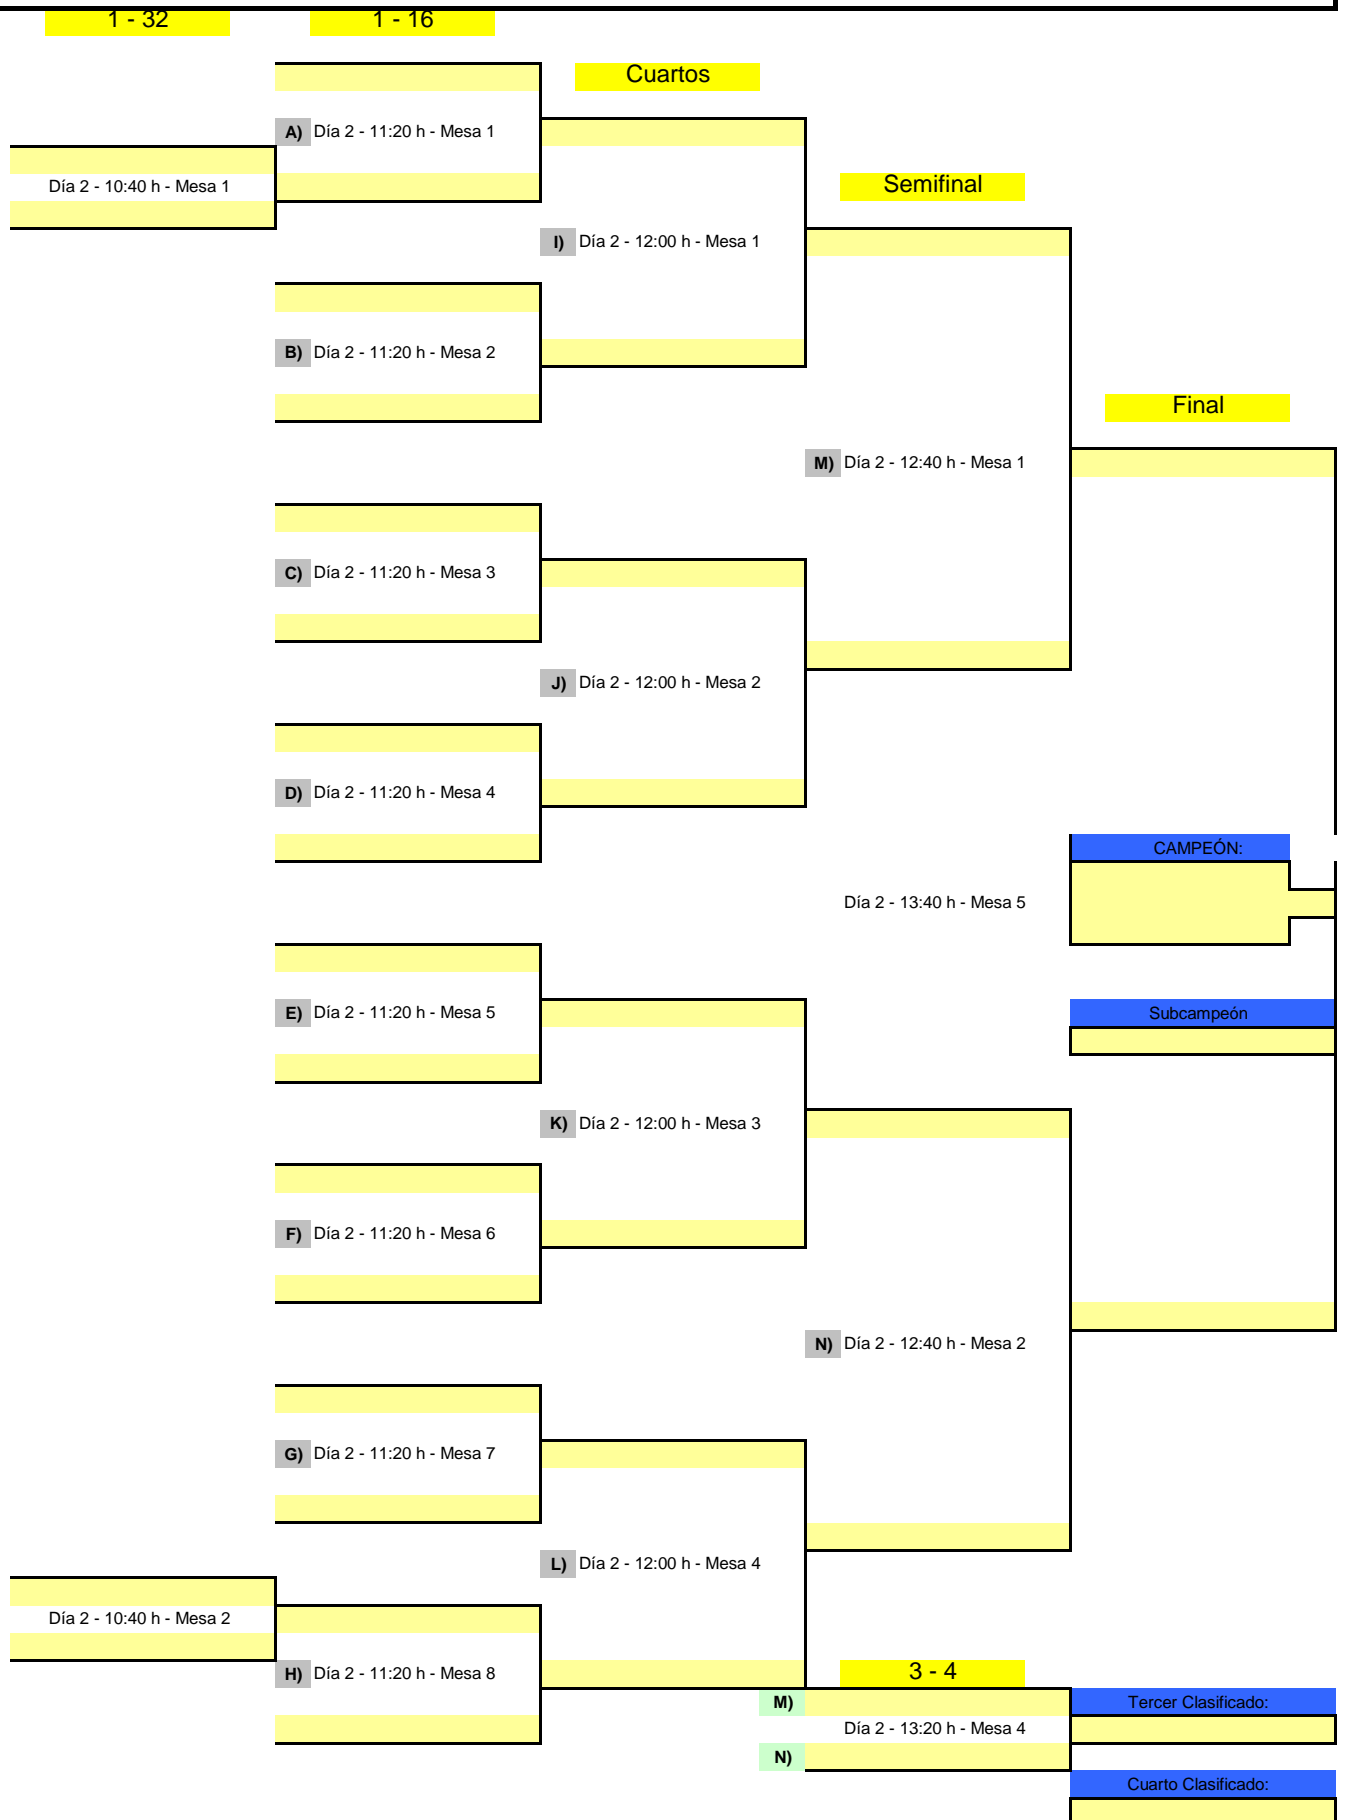 1 - 32
1 - 16
Cuartos
A) Día 2 - 11:20 h - Mesa 1
Día 2 - 10:40 h - Mesa 1
Semifinal
I) Día 2 - 12:00 h - Mesa 1
B) Día 2 - 11:20 h - Mesa 2
Final
M) Día 2 - 12:40 h - Mesa 1
C) Día 2 - 11:20 h - Mesa 3
J) Día 2 - 12:00 h - Mesa 2
D) Día 2 - 11:20 h - Mesa 4
CAMPEÓN:
Día 2 - 13:40 h - Mesa 5
E) Día 2 - 11:20 h - Mesa 5
Subcampeón
K) Día 2 - 12:00 h - Mesa 3
F) Día 2 - 11:20 h - Mesa 6
N) Día 2 - 12:40 h - Mesa 2
G) Día 2 - 11:20 h - Mesa 7
L) Día 2 - 12:00 h - Mesa 4
Día 2 - 10:40 h - Mesa 2
H) Día 2 - 11:20 h - Mesa 8
3 - 4
M)
Tercer Clasificado:
Día 2 - 13:20 h - Mesa 4
N)
Cuarto Clasificado: